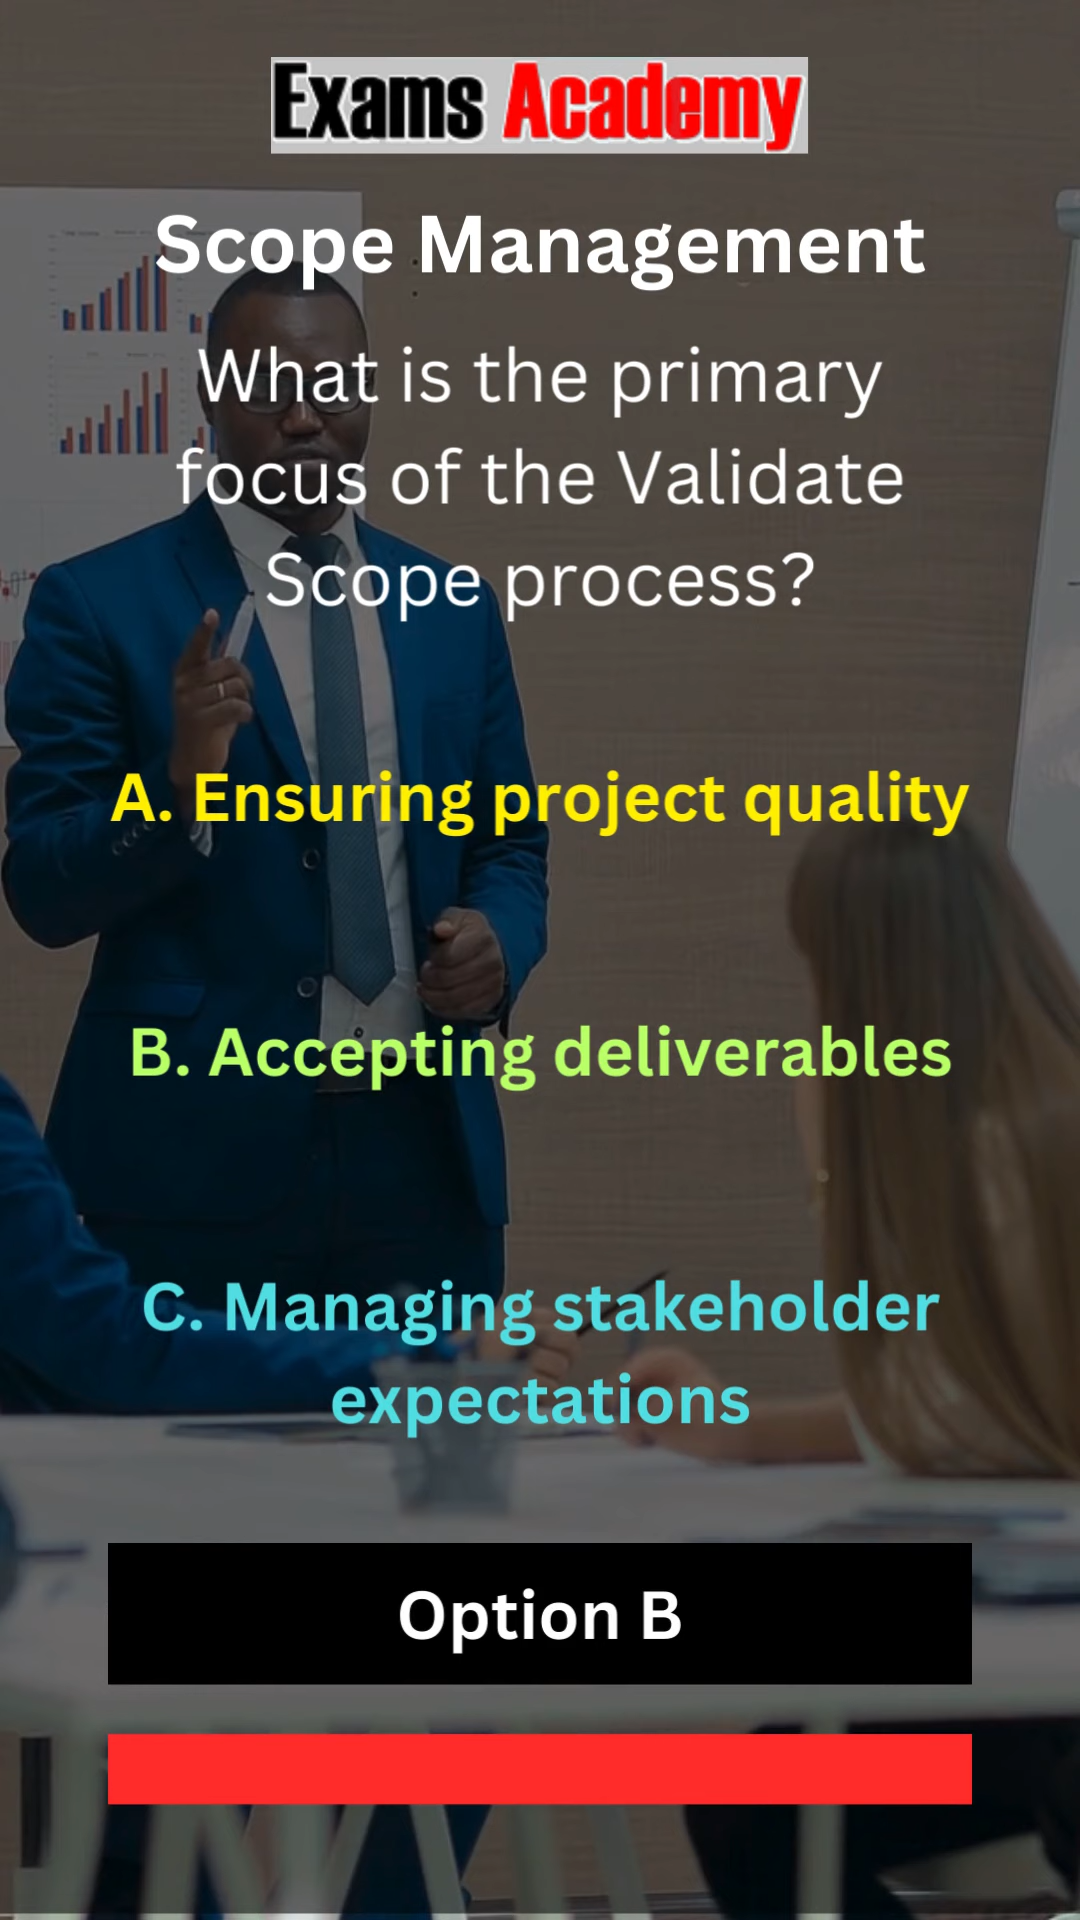 Exams Academy
Scope Management
What is the primary
focus of the Validate
Scope process?
A. Ensuring project quality
B. Accepting deliverables
C. Managing stakeholder
expectations
Option B